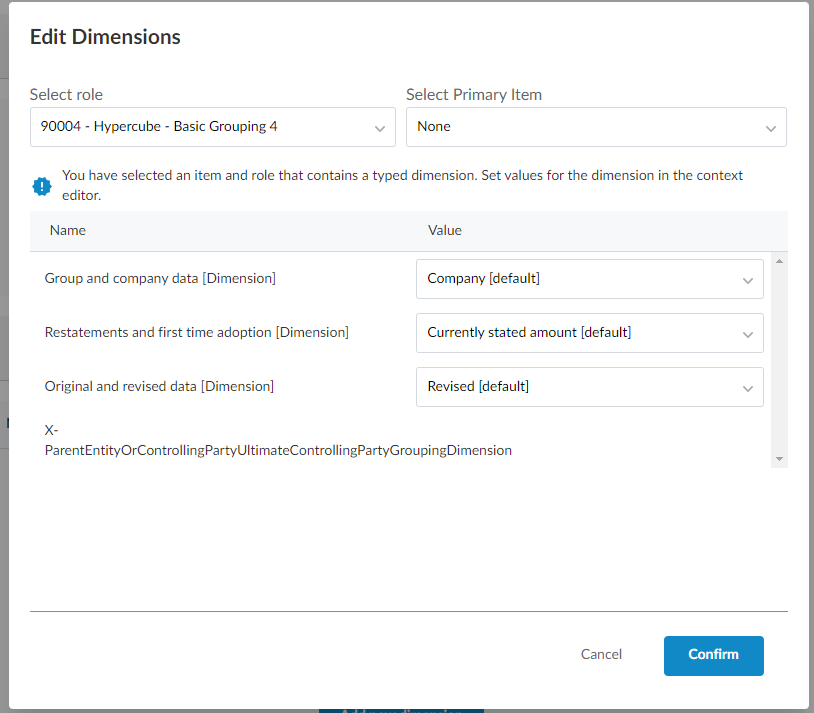 Edit Dimensions
Select role
Select Primary Item
90004 - Hypercube - Basic Grouping 4
None
You have selected an item and role that contains a typed dimension. Set values for the dimension in the context
editor.
Name
Value
Group and company data [Dimension]
Company [default]
Restatements and first time adoption [Dimension]
Currently stated amount [default]
Original and revised data [Dimension]
Revised [default]
X-
ParentEntityOrControllingPartyUltimateControllingPartyGroupingDimension
Cancel
Confirm